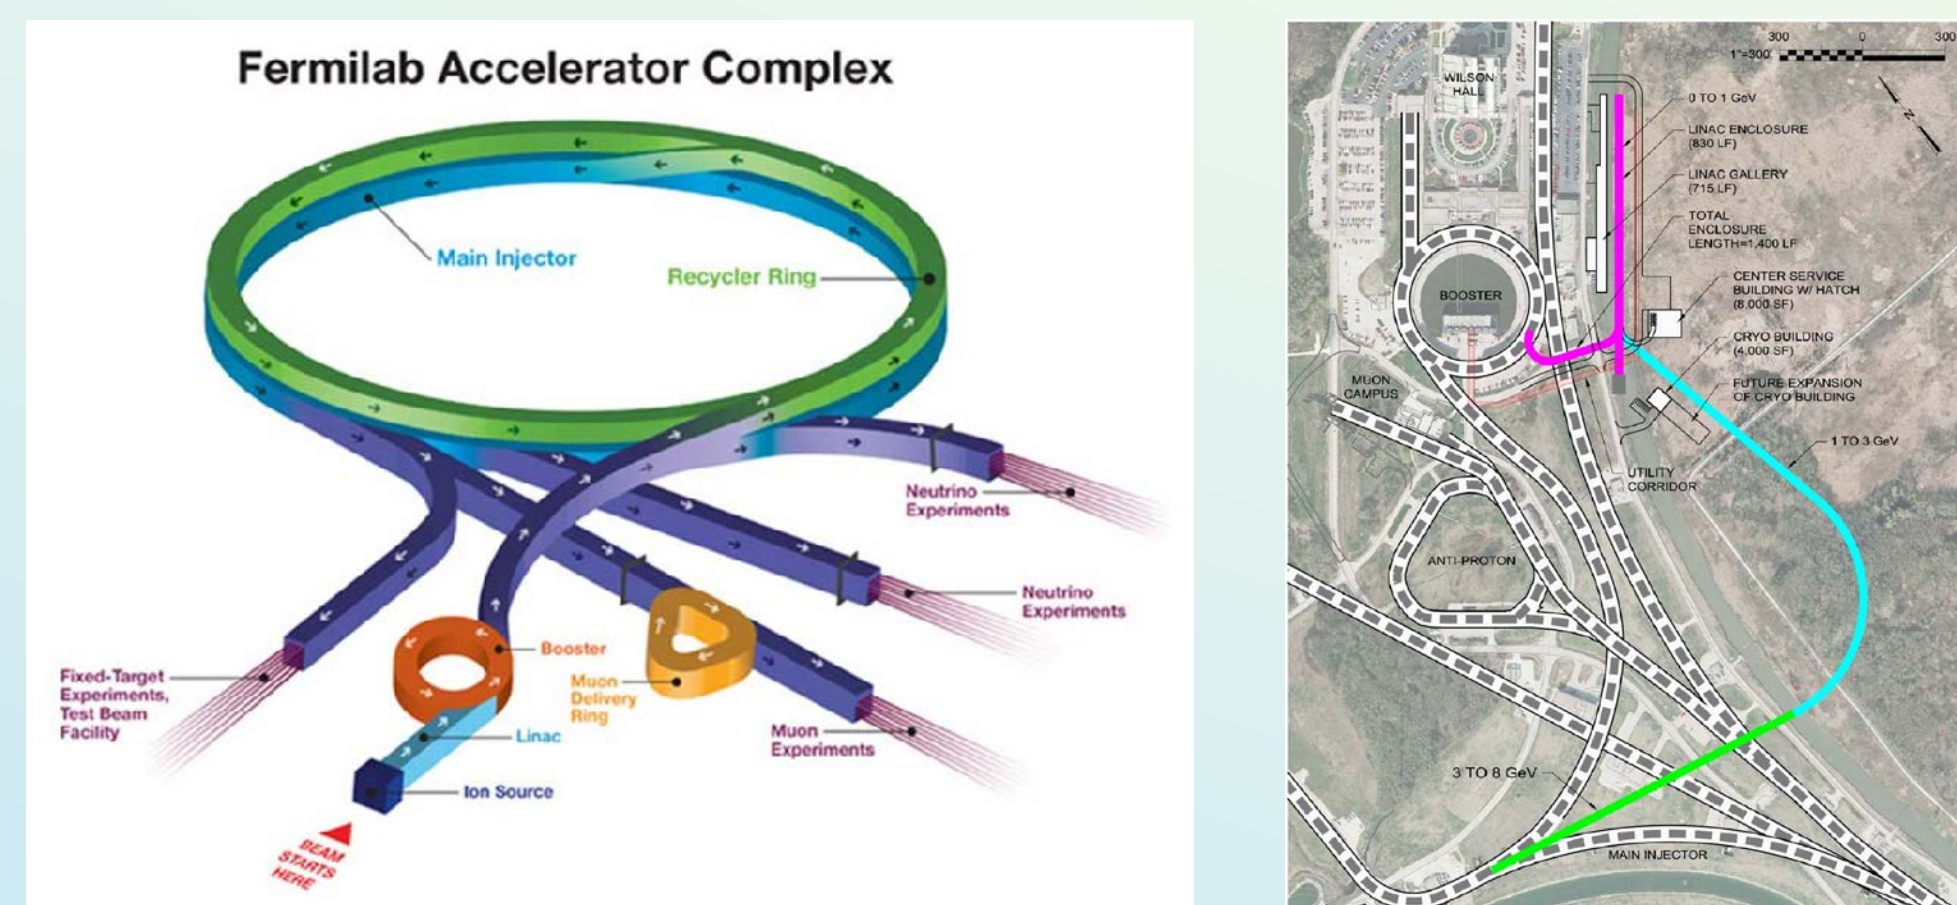 Fermilab Accelerator Complex
Main Injector
Recycler Ring
Neutrino
Experiments
Neutrino
Experiments
Booster
Muon
Delivery
Ring
Fixed-Target
Experiments,
Test Beam
Facility
Linac
Muon
Experiments
Ion Source
BEAM
STARTS
HERE
300 0 300
1"=300'
WILSON
HALL
N
0 TO 1 GeV
LINAC ENCLOSURE
(830 LF)
LINAC GALLERY
(715 LF)
TOTAL
ENCLOSURE
LENGTH=1,400 LF
CENTER SERVICE
BUILDING W/ HATCH
(8,000 SF)
BOOSTER
CRYO BUILDING
(4,000 SF)
MUON
CAMPUS
FUTURE EXPANSION
OF CRYO BUILDING
1 TO 3 GeV
UTILITY
CORRIDOR
ANTI-PROTON
3 TO 8 GeV
MAIN INJECTOR